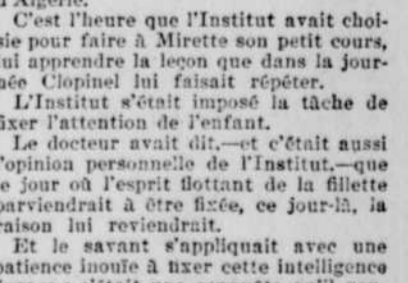 d'Algérie.
C'est l'heure que l'Institut avait choi-
sie pour faire à Mirette son petit cours,
lui apprendre la leçon que dans la jour-
née Clopinel lui faisait répéter.
L'Institut s'était imposé la tâche de
fixer l'attention de l'enfant.
Le docteur avait dit.—et c'était aussi
l'opinion personnelle de l'Institut.—que
le jour où l'esprit flottant de la fillette
parviendrait à être fixée, ce jour-là, la
raison lui reviendrait.
Et le savant s'appliquait avec une
patience inouïe à fixer cette intelligence